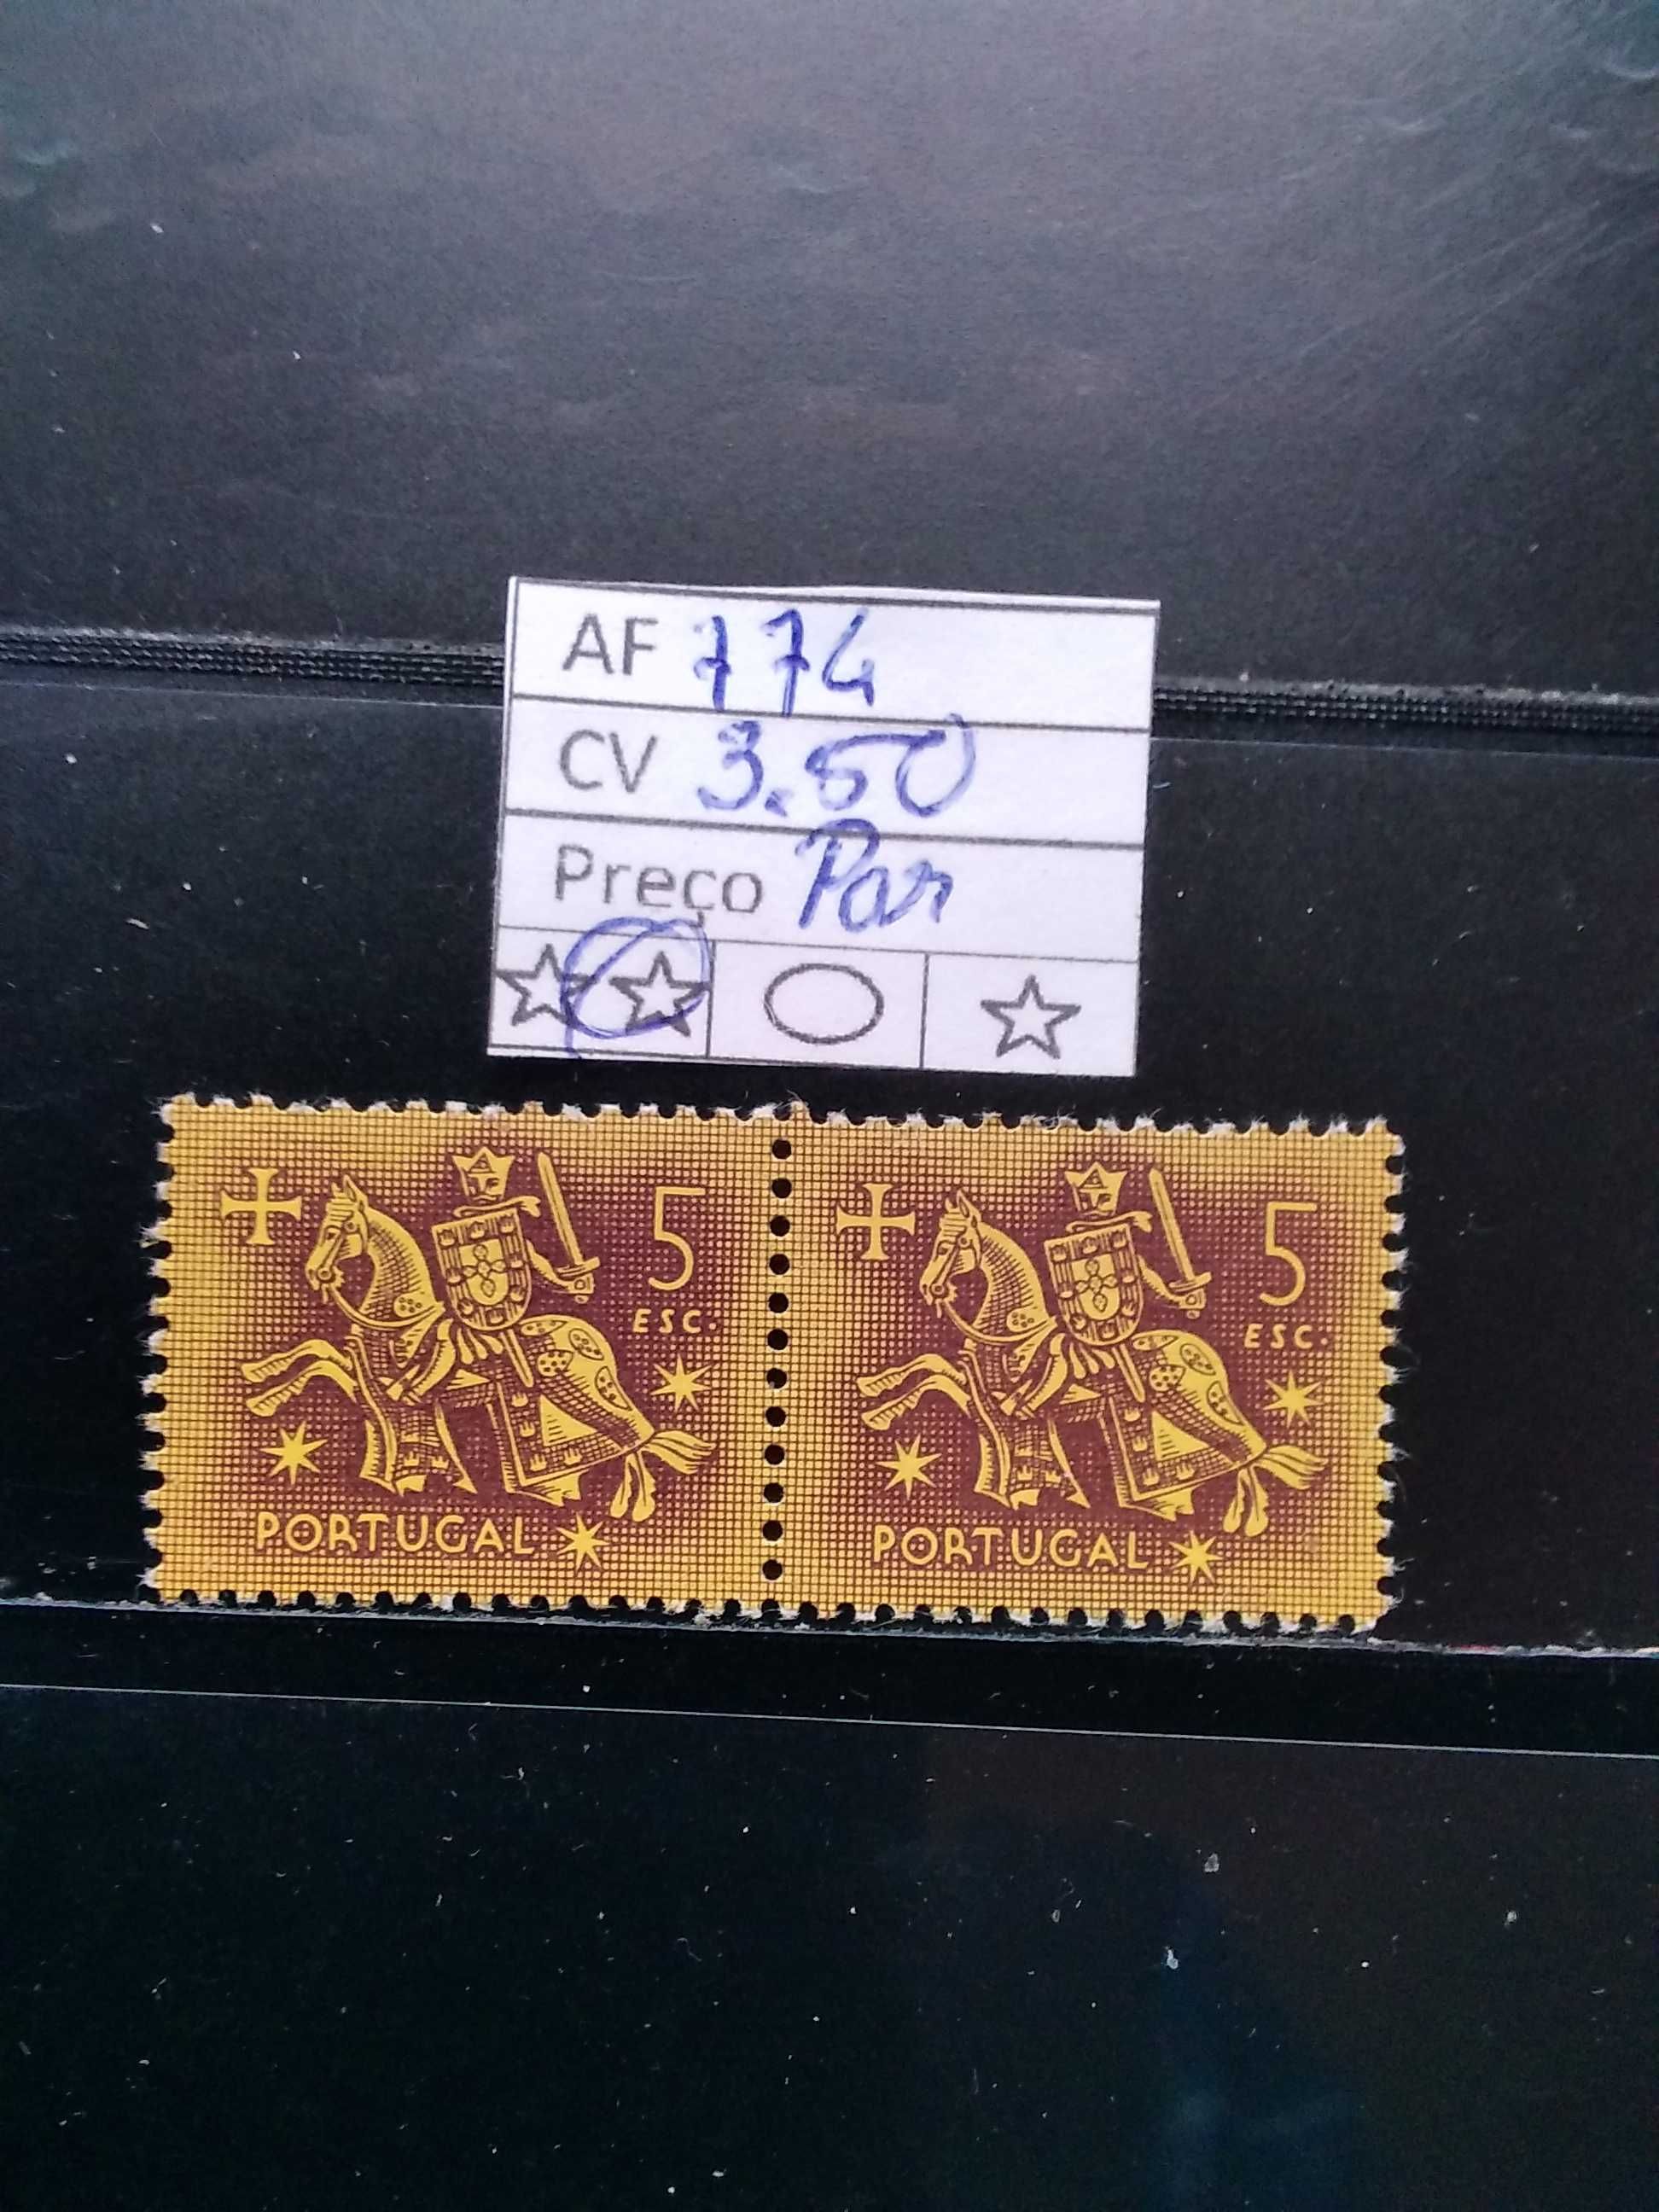 AF 774
CV 3.50
Preço Par
5 ESC.
PORTUGAL
5 ESC.
PORTUGAL